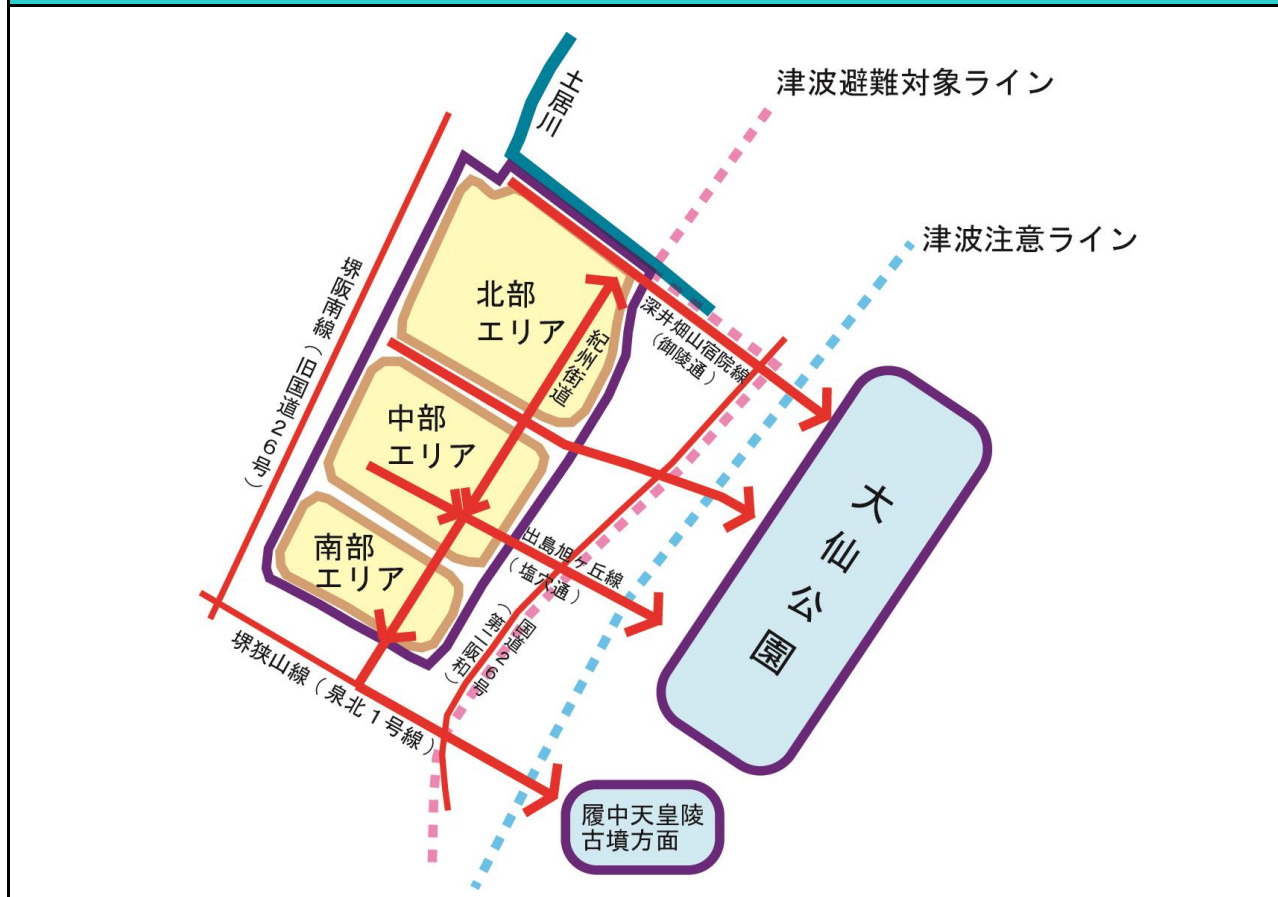 土居川
津波避難対象ライン
津波注意ライン
堺阪南線（旧国道２６号）
北部
エリア
紀州街道
深井畑山宿院線
（御陵通）
中部
エリア
南部
エリア
出島旭ヶ丘線
（塩穴通）
国道２６号
（第二阪和）
大仙公園
堺狭山線（泉北１号線）
履中天皇陵
古墳方面